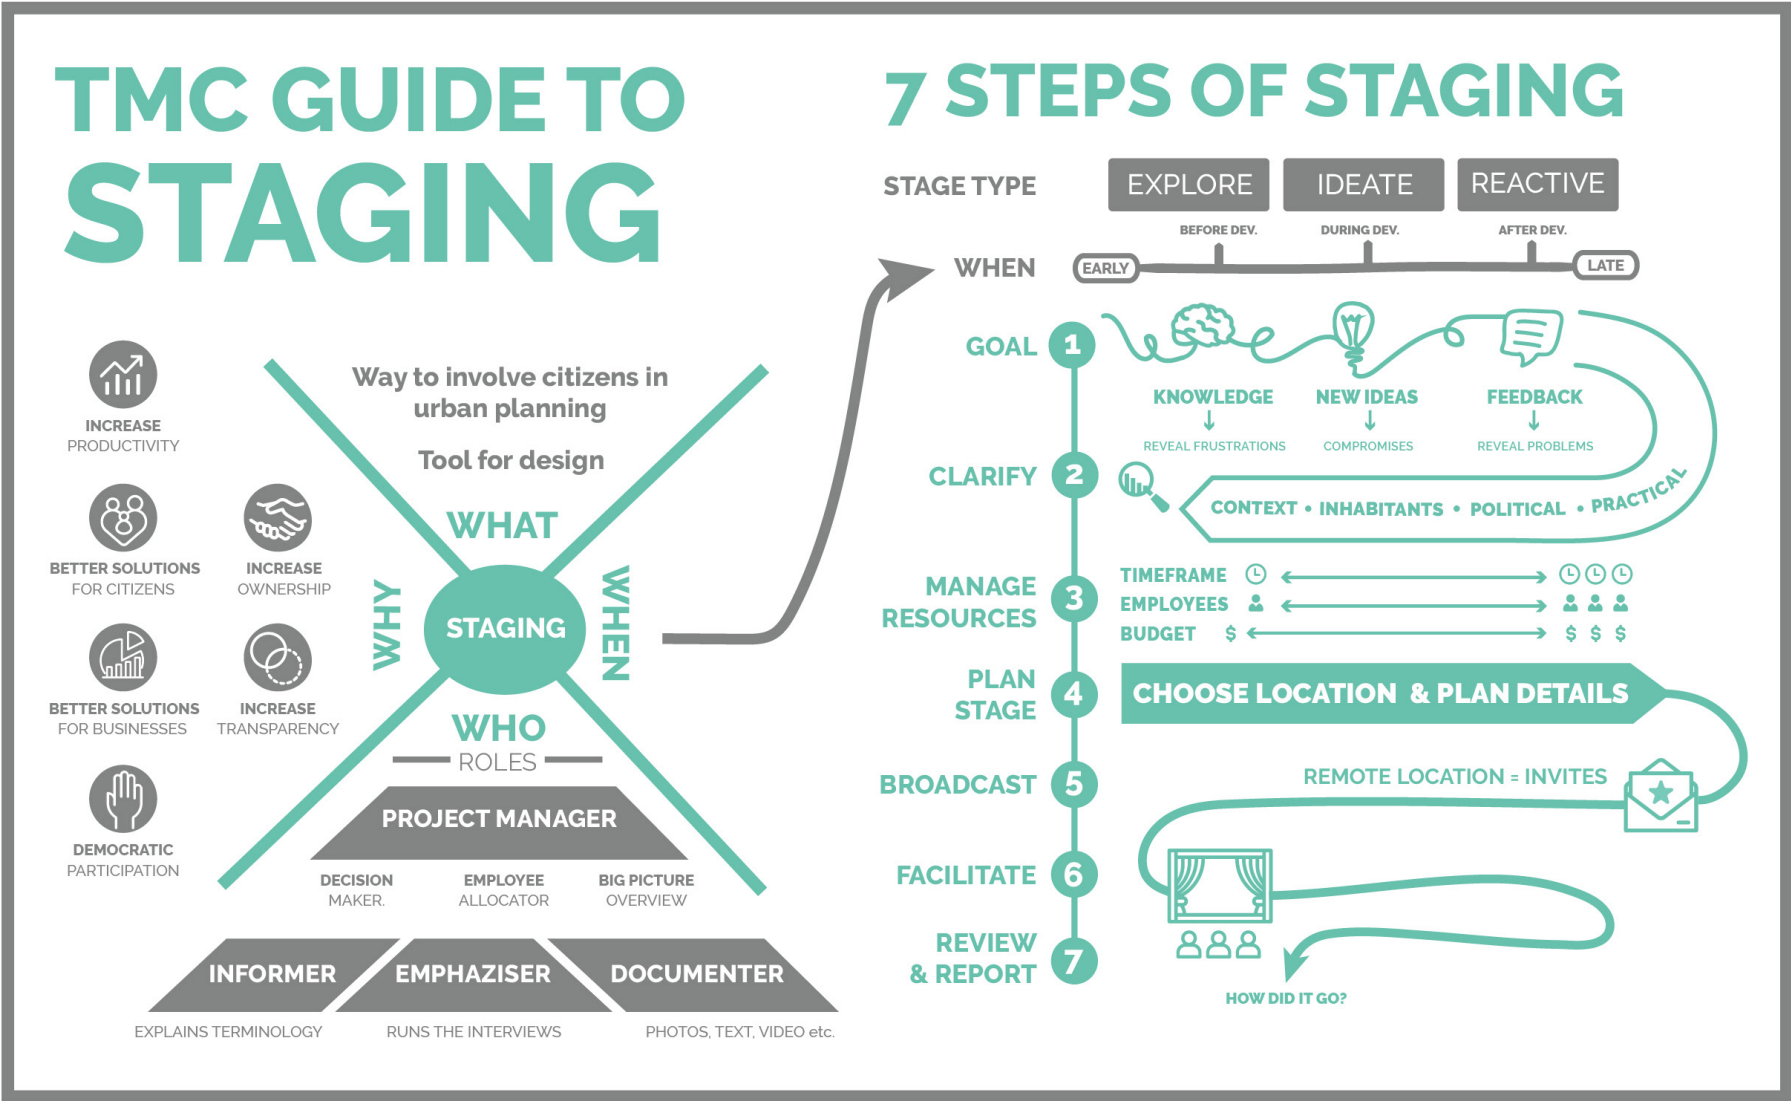 TMC GUIDE TO
STAGING
INCREASE
PRODUCTIVITY
BETTER SOLUTIONS
FOR CITIZENS
INCREASE
OWNERSHIP
BETTER SOLUTIONS
FOR BUSINESSES
INCREASE
TRANSPARENCY
DEMOCRATIC
PARTICIPATION
Way to involve citizens in
urban planning
Tool for design
WHAT
WHY
STAGING
WHEN
WHO
ROLES
PROJECT MANAGER
DECISION
MAKER.
EMPLOYEE
ALLOCATOR
BIG PICTURE
OVERVIEW
INFORMER
EMPHAZISER
DOCUMENTER
EXPLAINS TERMINOLOGY
RUNS THE INTERVIEWS
PHOTOS, TEXT, VIDEO etc.
7 STEPS OF STAGING
STAGE TYPE
EXPLORE
IDEATE
REACTIVE
BEFORE DEV.
DURING DEV.
AFTER DEV.
WHEN
EARLY
LATE
GOAL
1
KNOWLEDGE
↓
REVEAL FRUSTRATIONS
NEW IDEAS
↓
COMPROMISES
FEEDBACK
↓
REVEAL PROBLEMS
CLARIFY
2
CONTEXT • INHABITANTS • POLITICAL • PRACTICAL
MANAGE
RESOURCES
3
TIMEFRAME
EMPLOYEES
BUDGET $ $ $ $
PLAN
STAGE
4
CHOOSE LOCATION & PLAN DETAILS
BROADCAST
5
REMOTE LOCATION = INVITES
FACILITATE
6
REVIEW
& REPORT
7
HOW DID IT GO?